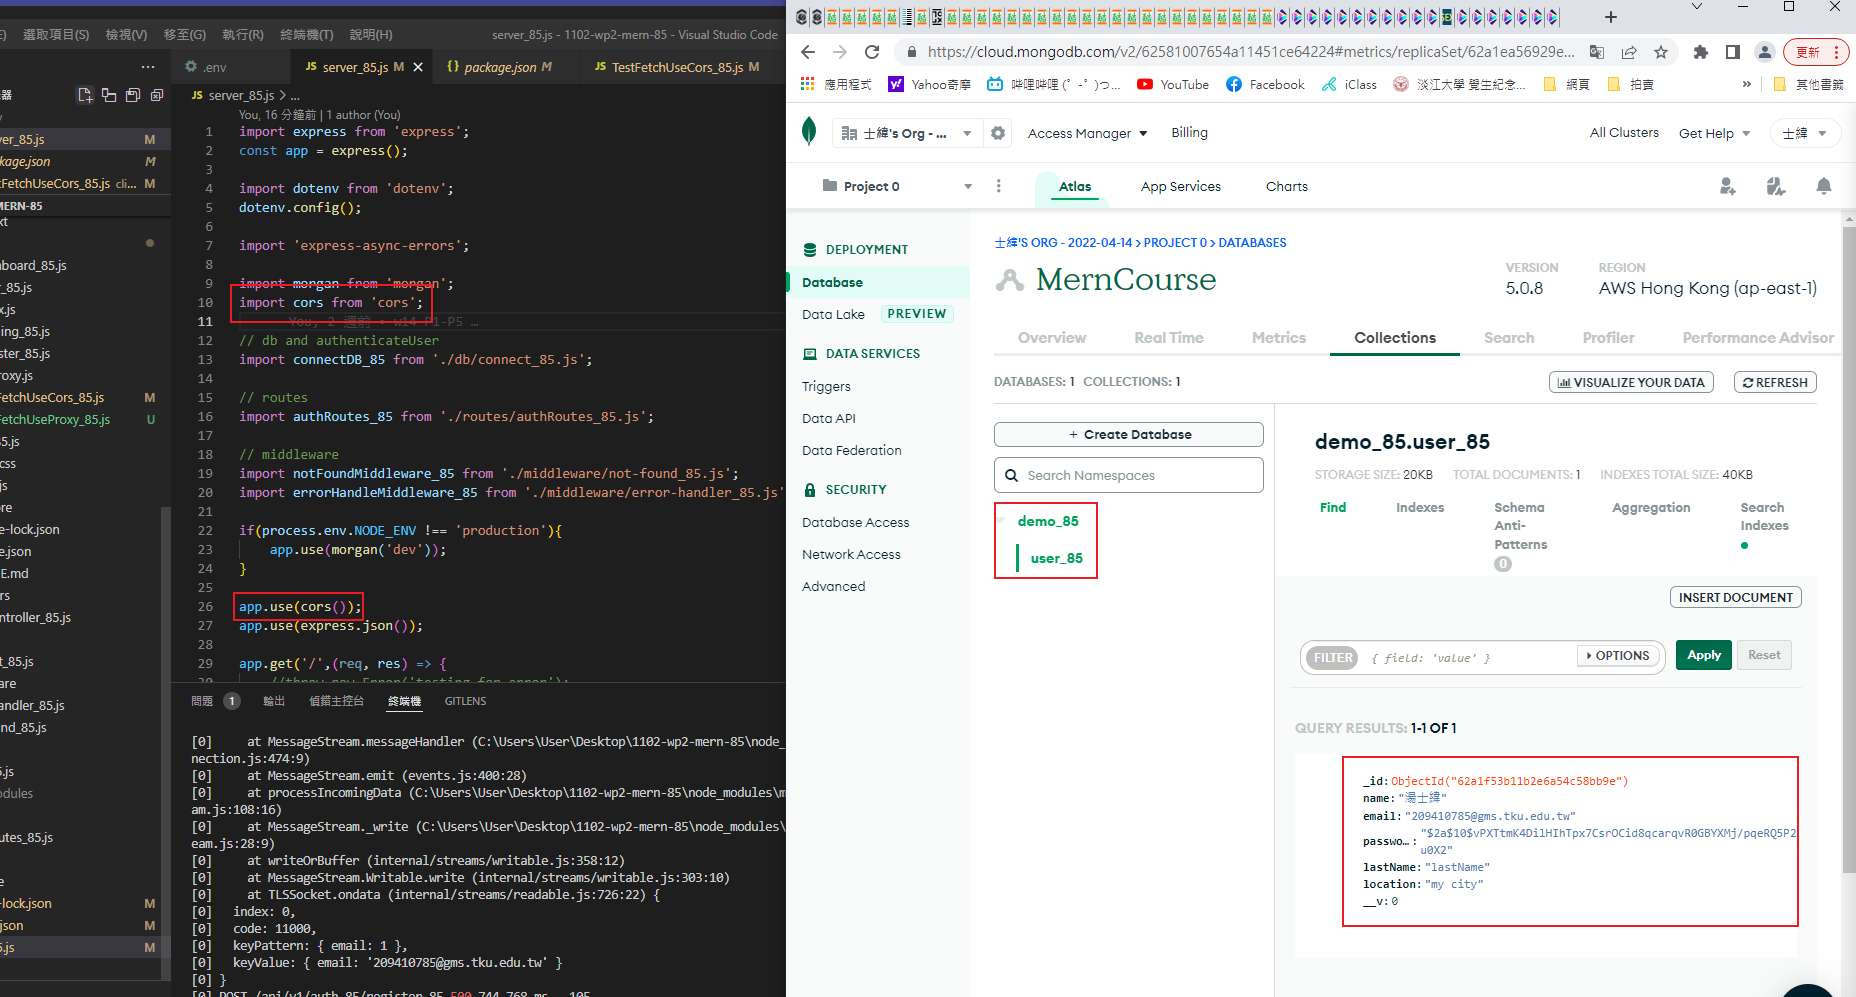 選取項目(S) 檢視(V) 移至(G) 執行(R) 終端機(T) 說明(H) server_85.js - 1102-wp2-mern-85 - Visual Studio Code
.env
JS server_85.js M
{} package.json M
JS TestFetchUseCors_85.js M
JS server_85.js > ...
ver_85.js M
kage.json M
tFetchUseCors_85.js cli... M
MERN-85
xt
board_85.js
_85.js
x.js
ing_85.js
ster_85.js
oxy.js
FetchUseCors_85.js M
FetchUseProxy_85.js U
5.js
css
js
ore
e-lock.json
e.json
E.md
rs
ntroller_85.js
t_85.js
are
andler_85.js
nd_85.js
5.js
odules
utes_85.js
e
-lock.json M
json M
5.js M
You, 16 分鐘前 | 1 author (You)
1 import express from 'express';
2 const app = express();
3
4 import dotenv from 'dotenv';
5 dotenv.config();
6
7 import 'express-async-errors';
8
9 import morgan from 'morgan';
10 import cors from 'cors';
11 You, 2 週前 • w14-P1-P5 …
12 // db and authenticateUser
13 import connectDB_85 from './db/connect_85.js';
14
15 // routes
16 import authRoutes_85 from './routes/authRoutes_85.js';
17
18 // middleware
19 import notFoundMiddleware_85 from './middleware/not-found_85.js';
20 import errorHandleMiddleware_85 from './middleware/error-handler_85.js'
21
22 if(process.env.NODE_ENV !== 'production'){
23 app.use(morgan('dev'));
24 }
25
26 app.use(cors());
27 app.use(express.json());
28
29 app.get('/',(req, res) => {
30 //throw new Error('testing for error');
問題 1 輸出 偵錯主控台 終端機 GITLENS
[0] at MessageStream.messageHandler (C:\Users\User\Desktop\1102-wp2-mern-85\node_
nection.js:474:9)
[0] at MessageStream.emit (events.js:400:28)
[0] at processIncomingData (C:\Users\User\Desktop\1102-wp2-mern-85\node_modules\m
am.js:108:16)
[0] at MessageStream._write (C:\Users\User\Desktop\1102-wp2-mern-85\node_modules\
eam.js:28:9)
[0] at writeOrBuffer (internal/streams/writable.js:358:12)
[0] at MessageStream.Writable.write (internal/streams/writable.js:303:10)
[0] at TLSSocket.ondata (internal/streams/readable.js:726:22) {
[0] index: 0,
[0] code: 11000,
[0] keyPattern: { email: 1 },
[0] keyValue: { email: '209410785@gms.tku.edu.tw' }
[0] }
[0] POST /api/v1/auth_85/register_85 500 744.768 ms - 105
https://cloud.mongodb.com/v2/62581007654a11451ce64224#metrics/replicaSet/62a1ea56929e...
更新
應用程式 Yahoo奇摩 嗶哩嗶哩 (゜-゜)つ... YouTube Facebook iClass 淡江大學 覺生紀念... 網頁 拍賣 » 其他書籤
士緯's Org - ... Access Manager Billing All Clusters Get Help 士緯
Project 0 Atlas App Services Charts
DEPLOYMENT
Database
Data Lake PREVIEW
DATA SERVICES
Triggers
Data API
Data Federation
SECURITY
Database Access
Network Access
Advanced
士緯'S ORG - 2022-04-14 > PROJECT 0 > DATABASES
MernCourse
VERSION
5.0.8
REGION
AWS Hong Kong (ap-east-1)
Overview Real Time Metrics Collections Search Profiler Performance Advisor
DATABASES: 1 COLLECTIONS: 1
VISUALIZE YOUR DATA
REFRESH
+ Create Database
Search Namespaces
demo_85
user_85
demo_85.user_85
STORAGE SIZE: 20KB TOTAL DOCUMENTS: 1 INDEXES TOTAL SIZE: 40KB
Find
Indexes
Schema Anti-Patterns 0
Aggregation
Search Indexes
INSERT DOCUMENT
FILTER { field: 'value' } OPTIONS Apply Reset
QUERY RESULTS: 1-1 OF 1
_id: ObjectId("62a1f53b11b2e6a54c58bb9e")
name: "湯士緯"
email: "209410785@gms.tku.edu.tw"
passwo… : "$2a$10$vPXTtmK4DilHIhTpx7CsrOCid8qcarqvR0GBYXMj/pqeRQ5P2
u0X2"
lastName: "lastName"
location: "my city"
__v: 0